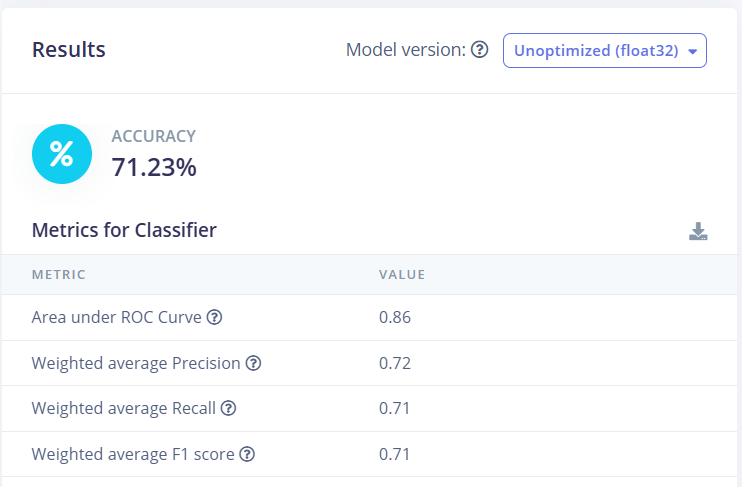 Results
Model version: Unoptimized (float32)
%
ACCURACY
71.23%
Metrics for Classifier
METRIC VALUE
Area under ROC Curve ? 0.86
Weighted average Precision ? 0.72
Weighted average Recall ? 0.71
Weighted average F1 score ? 0.71